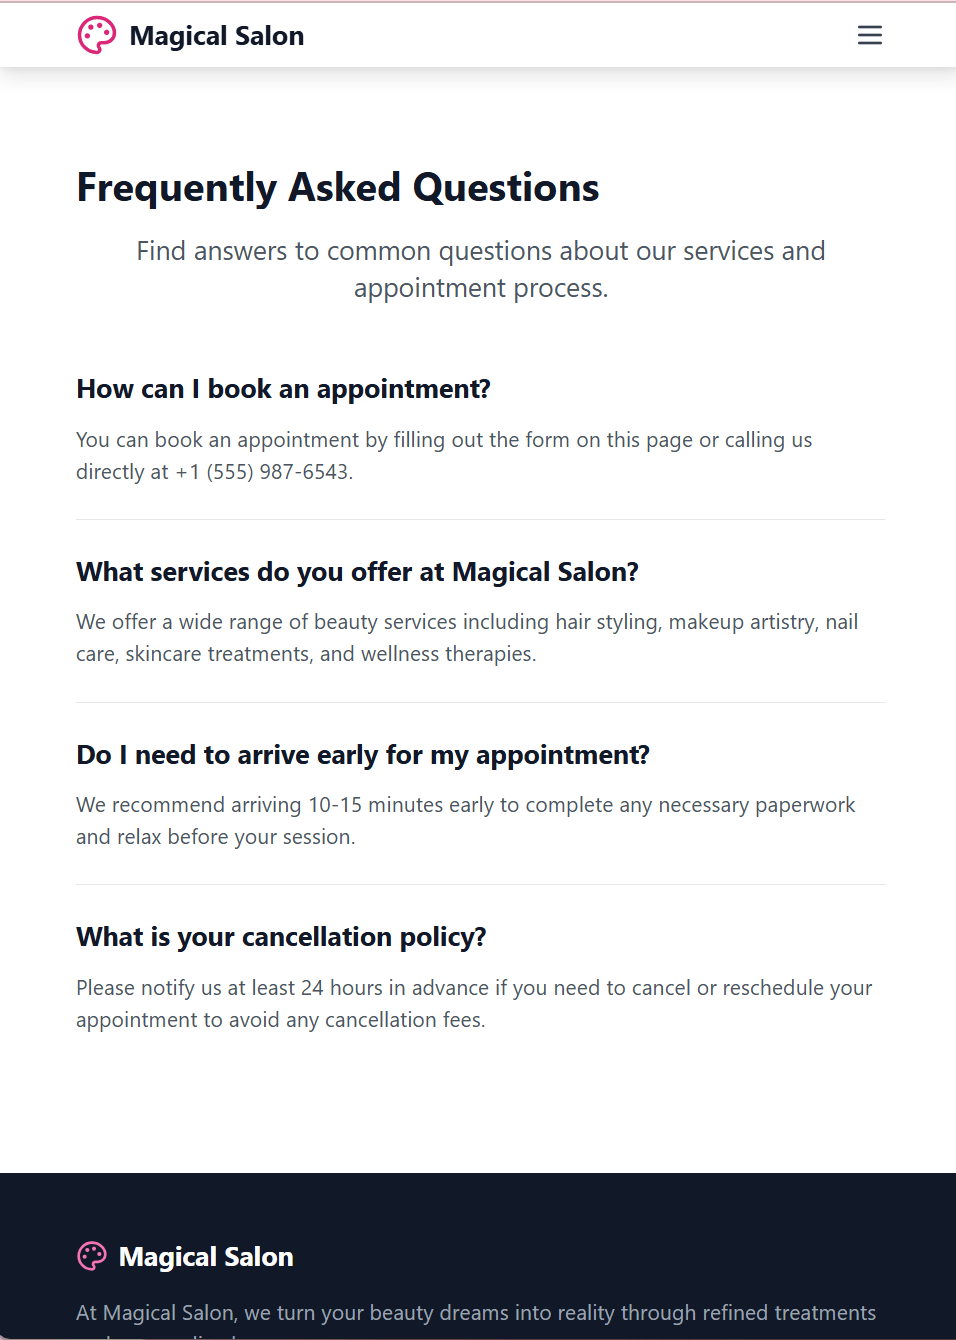 Magical Salon
Frequently Asked Questions
Find answers to common questions about our services and
appointment process.
How can I book an appointment?
You can book an appointment by filling out the form on this page or calling us
directly at +1 (555) 987-6543.
What services do you offer at Magical Salon?
We offer a wide range of beauty services including hair styling, makeup artistry, nail
care, skincare treatments, and wellness therapies.
Do I need to arrive early for my appointment?
We recommend arriving 10-15 minutes early to complete any necessary paperwork
and relax before your session.
What is your cancellation policy?
Please notify us at least 24 hours in advance if you need to cancel or reschedule your
appointment to avoid any cancellation fees.
Magical Salon
At Magical Salon, we turn your beauty dreams into reality through refined treatments